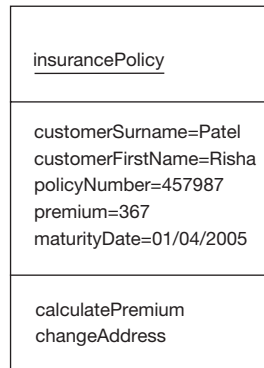 insurancePolicy
customerSurname=Patel
customerFirstName=Risha
policyNumber=457987
premium=367
maturityDate=01/04/2005
calculatePremium
changeAddress